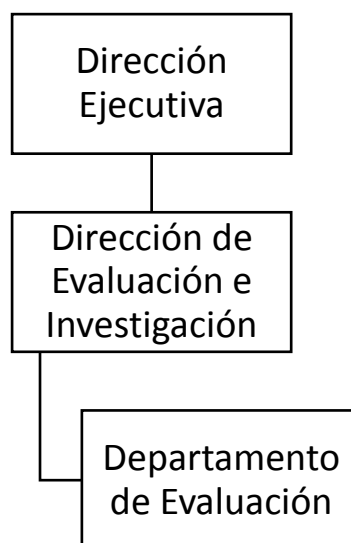 Dirección
Ejecutiva
Dirección de
Evaluación e
Investigación
Departamento
de Evaluación